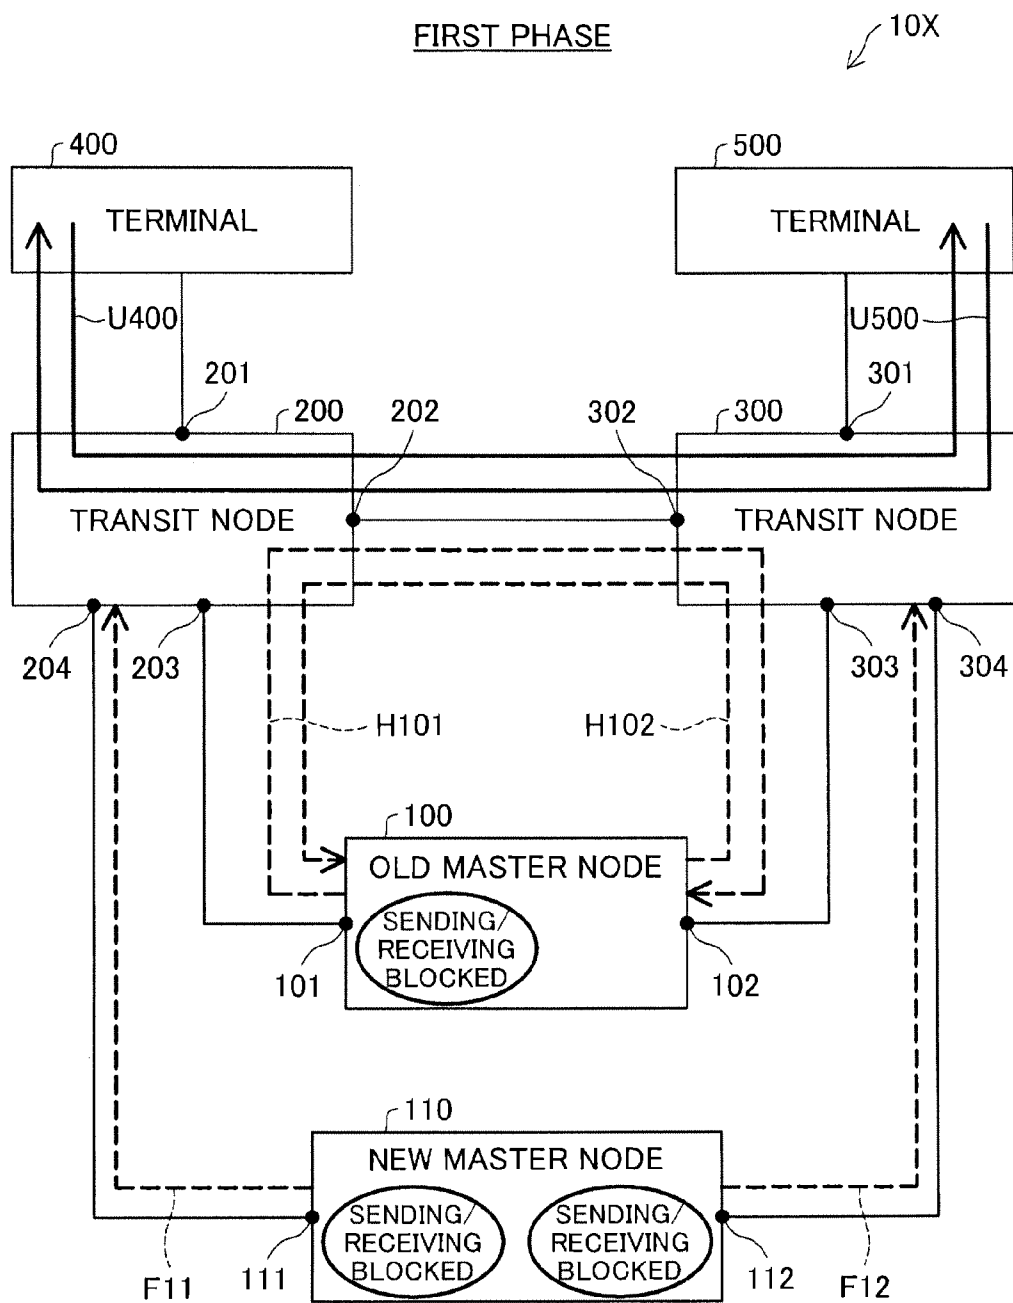 FIRST PHASE
10X
400
500
TERMINAL
TERMINAL
U400
U500
201
301
200
202
302
300
TRANSIT NODE
TRANSIT NODE
204
203
303
304
H101
H102
100
OLD MASTER NODE
SENDING/
RECEIVING
BLOCKED
101
102
110
NEW MASTER NODE
SENDING/
RECEIVING
BLOCKED
SENDING/
RECEIVING
BLOCKED
111
112
F11
F12